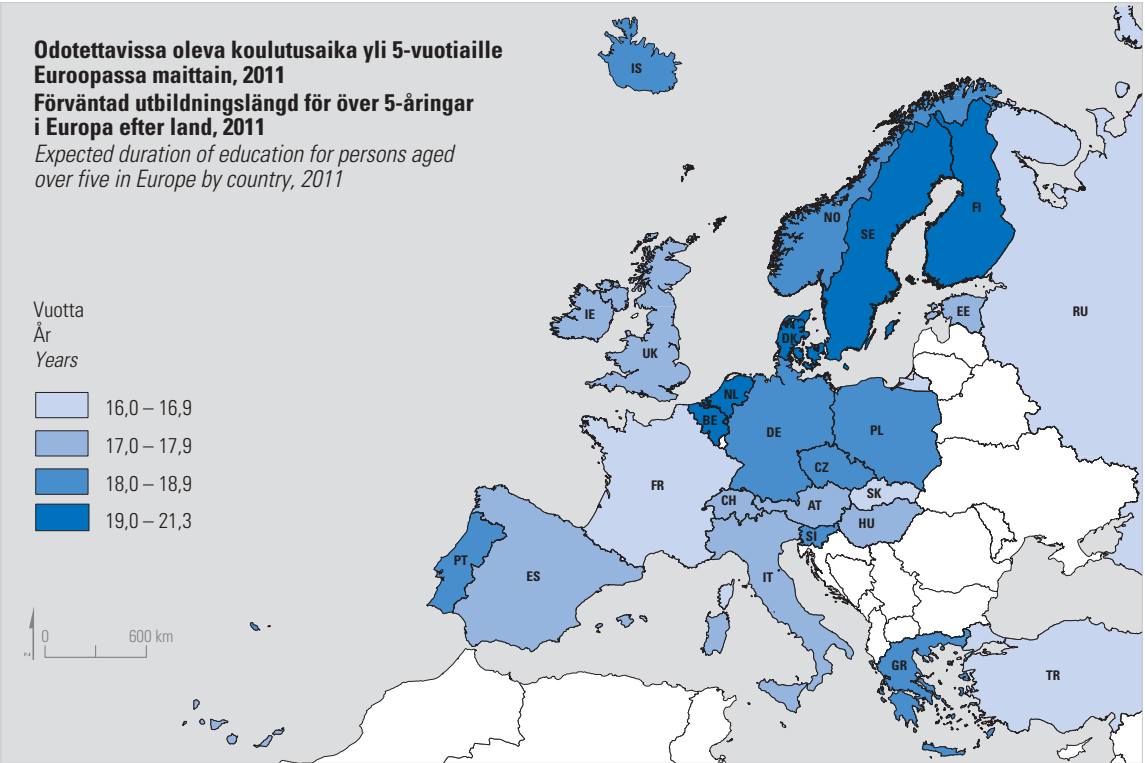 Odotettavissa oleva koulutusaika yli 5-vuotiaille
Euroopassa maittain, 2011
Förväntad utbildningslängd för över 5-åringar
i Europa efter land, 2011
Expected duration of education for persons aged
over five in Europe by country, 2011
Vuotta
År
Years
16,0 – 16,9
17,0 – 17,9
18,0 – 18,9
19,0 – 21,3
0 600 km
IS
NO
SE
FI
RU
EE
IE
UK
DK
NL
BE
DE
PL
CZ
SK
FR
CH
AT
HU
SI
PT
ES
IT
GR
TR